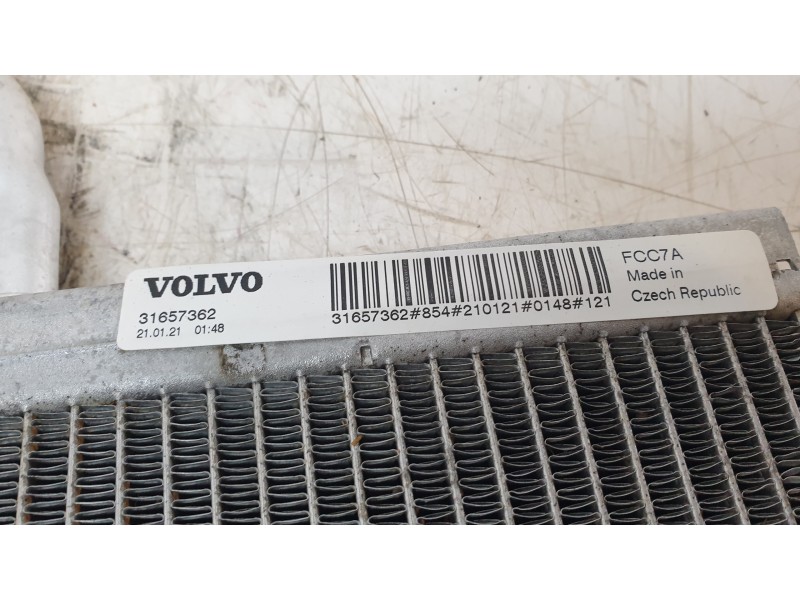 VOLVO
31657362
21.01.21 01:48
31657362#854#210121#0148#121
FCC7A
Made in
Czech Republic